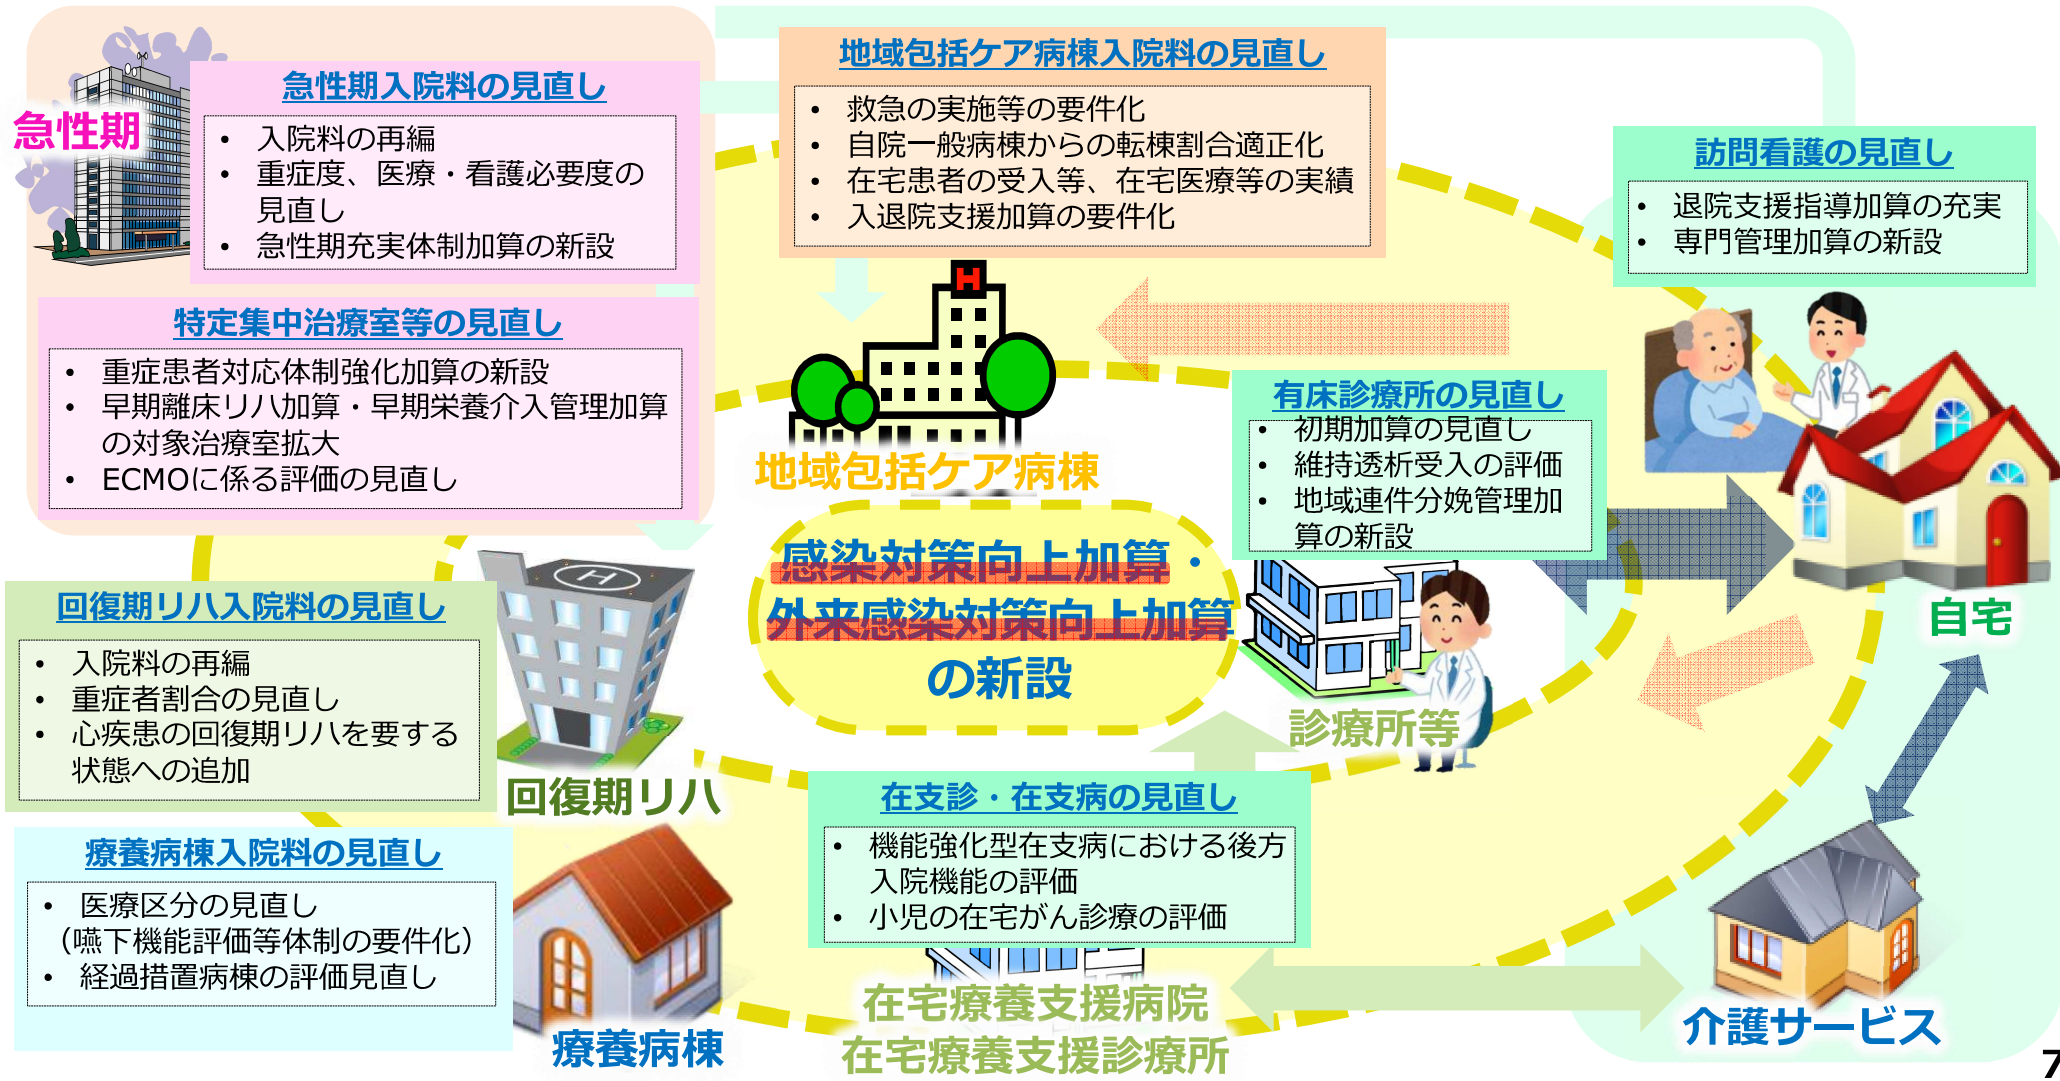 急性期
急性期入院料の見直し
• 入院料の再編
• 重症度、医療・看護必要度の
見直し
• 急性期充実体制加算の新設
特定集中治療室等の見直し
• 重症患者対応体制強化加算の新設
• 早期離床リハ加算・早期栄養介入管理加算
の対象治療室拡大
• ECMOに係る評価の見直し
地域包括ケア病棟入院料の見直し
• 救急の実施等の要件化
• 自院一般病棟からの転棟割合適正化
• 在宅患者の受入等、在宅医療等の実績
• 入退院支援加算の要件化
H
地域包括ケア病棟
訪問看護の見直し
• 退院支援指導加算の充実
• 専門管理加算の新設
自宅
有床診療所の見直し
• 初期加算の見直し
• 維持透析受入の評価
• 地域連件分娩管理加
算の新設
診療所等
感染対策向上加算・
外来感染対策向上加算
の新設
回復期リハ入院料の見直し
• 入院料の再編
• 重症者割合の見直し
• 心疾患の回復期リハを要する
状態への追加
H
回復期リハ
療養病棟入院料の見直し
• 医療区分の見直し
（嚥下機能評価等体制の要件化）
• 経過措置病棟の評価見直し
療養病棟
在支診・在支病の見直し
• 機能強化型在支病における後方
入院機能の評価
• 小児の在宅がん診療の評価
在宅療養支援病院
在宅療養支援診療所
介護サービス
7